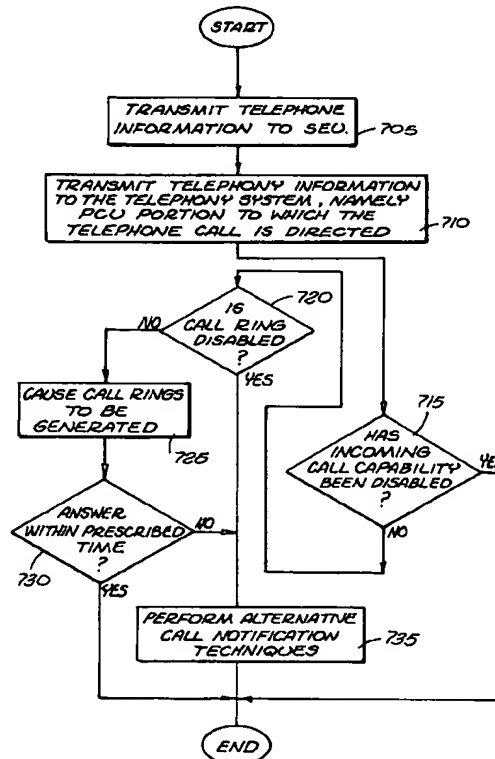 START
TRANSMIT TELEPHONE
INFORMATION TO SEU.
705
TRANSMIT TELEPHONY INFORMATION
TO THE TELEPHONY SYSTEM, NAMELY
PCU PORTION TO WHICH THE
TELEPHONE CALL IS DIRECTED
710
IS
CALL RING
DISABLED
?
720
NO
YES
CAUSE CALL RINGS
TO BE
GENERATED
725
HAS
INCOMING
CALL CAPABILITY
BEEN DISABLED
?
715
YES
NO
ANSWER
WITHIN PRESCRIBED
TIME
?
730
NO
YES
PERFORM ALTERNATIVE
CALL NOTIFICATION
TECHNIQUES
735
END